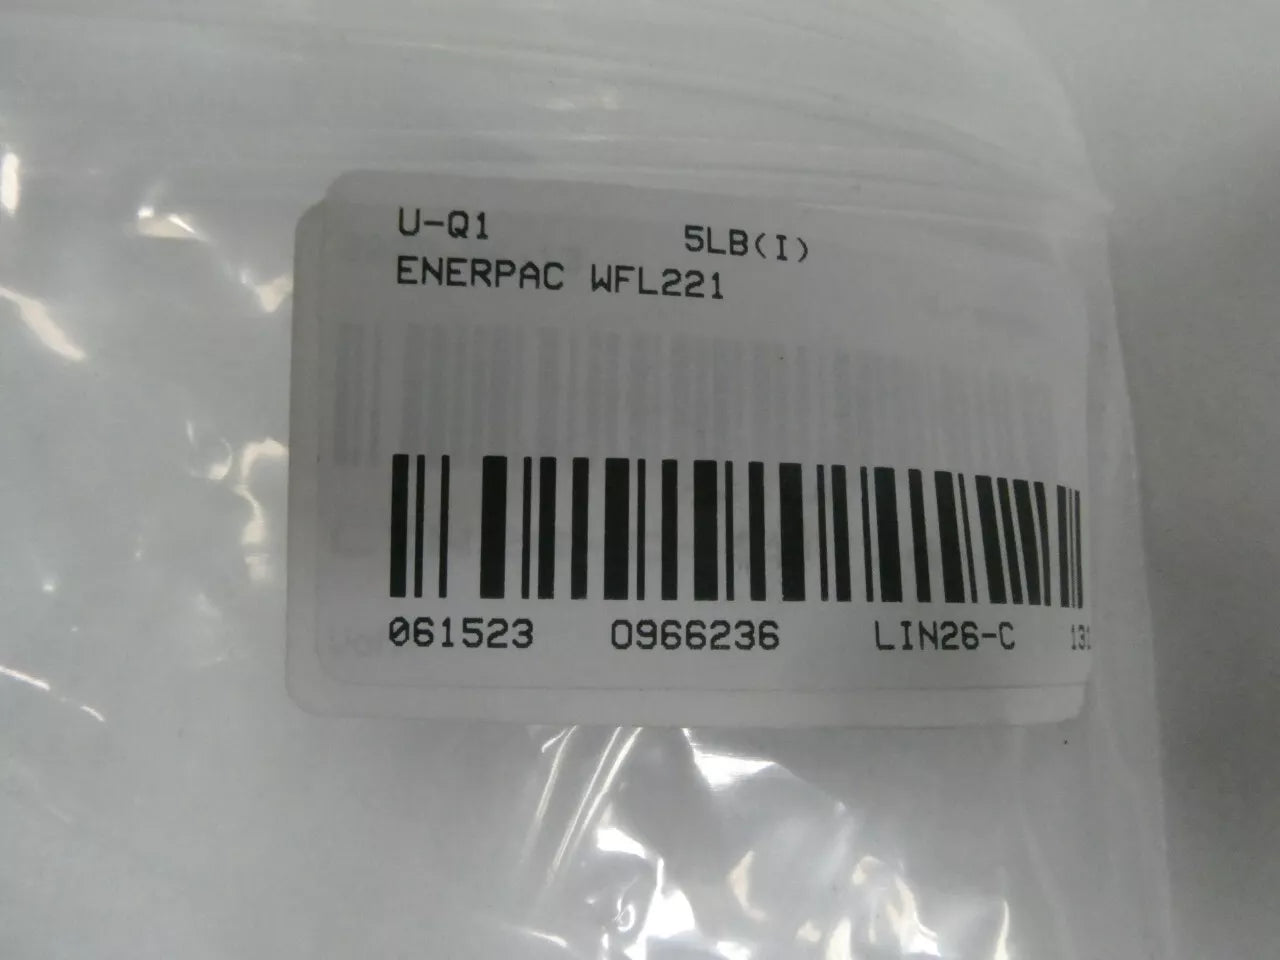 U-Q1 5LB(I)
ENERPAC WFL221
061523 0966236 LIN26-C